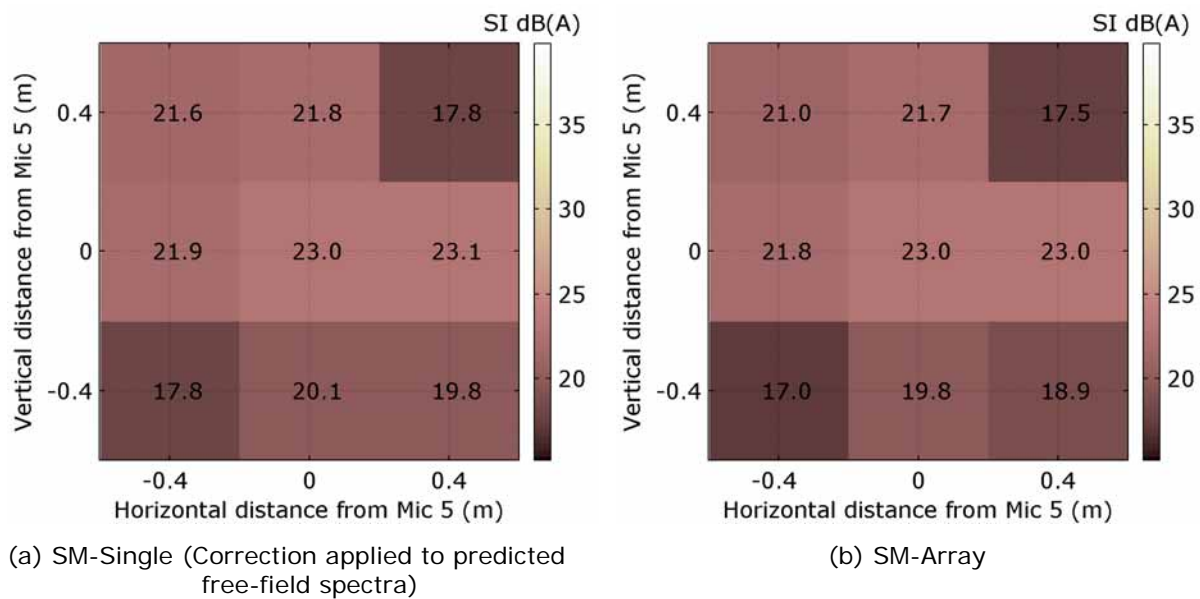 SI dB(A)
Vertical distance from Mic 5 (m)
0.4
0
-0.4
21.6 21.8 17.8
21.9 23.0 23.1
17.8 20.1 19.8
35
30
25
20
-0.4 0 0.4
Horizontal distance from Mic 5 (m)
(a) SM-Single (Correction applied to predicted
free-field spectra)
SI dB(A)
Vertical distance from Mic 5 (m)
0.4
0
-0.4
21.0 21.7 17.5
21.8 23.0 23.0
17.0 19.8 18.9
35
30
25
20
-0.4 0 0.4
Horizontal distance from Mic 5 (m)
(b) SM-Array